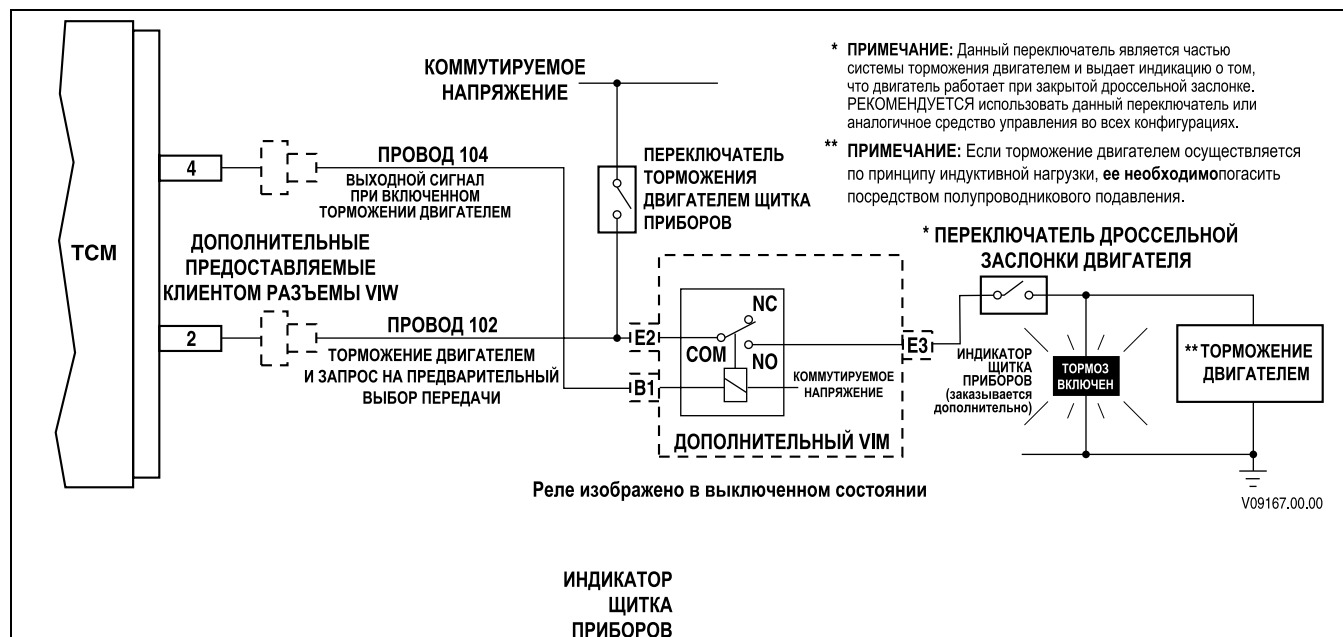 КОММУТИРУЕМОЕ
НАПРЯЖЕНИЕ
* ПРИМЕЧАНИЕ: Данный переключатель является частью
системы торможения двигателем и выдает индикацию о том,
что двигатель работает при закрытой дроссельной заслонке.
РЕКОМЕНДУЕТСЯ использовать данный переключатель или
аналогичное средство управления во всех конфигурациях.
** ПРИМЕЧАНИЕ: Если торможение двигателем осуществляется
по принципу индуктивной нагрузки, ее необходимопогасить
посредством полупроводникового подавления.
4
ПРОВОД 104
ВЫХОДНОЙ СИГНАЛ
ПРИ ВКЛЮЧЕННОМ
ТОРМОЖЕНИИ ДВИГАТЕЛЕМ
ПЕРЕКЛЮЧАТЕЛЬ
ТОРМОЖЕНИЯ
ДВИГАТЕЛЕМ ЩИТКА
ПРИБОРОВ
TCM
ДОПОЛНИТЕЛЬНЫЕ
ПРЕДОСТАВЛЯЕМЫЕ
КЛИЕНТОМ РАЗЪЕМЫ VIW
* ПЕРЕКЛЮЧАТЕЛЬ ДРОССЕЛЬНОЙ
ЗАСЛОНКИ ДВИГАТЕЛЯ
2
ПРОВОД 102
ТОРМОЖЕНИЕ ДВИГАТЕЛЕМ
И ЗАПРОС НА ПРЕДВАРИТЕЛЬНЫЙ
ВЫБОР ПЕРЕДАЧИ
E2
B1
NC
COM
NO
КОММУТИРУЕМОЕ
НАПРЯЖЕНИЕ
E3
ДОПОЛНИТЕЛЬНЫЙ VIM
ИНДИКАТОР
ЩИТКА
ПРИБОРОВ
(заказывается
дополнительно)
ТОРМОЗ
ВКЛЮЧЕН
** ТОРМОЖЕНИЕ
ДВИГАТЕЛЕМ
Реле изображено в выключенном состоянии
V09167.00.00
ИНДИКАТОР
ЩИТКА
ПРИБОРОВ